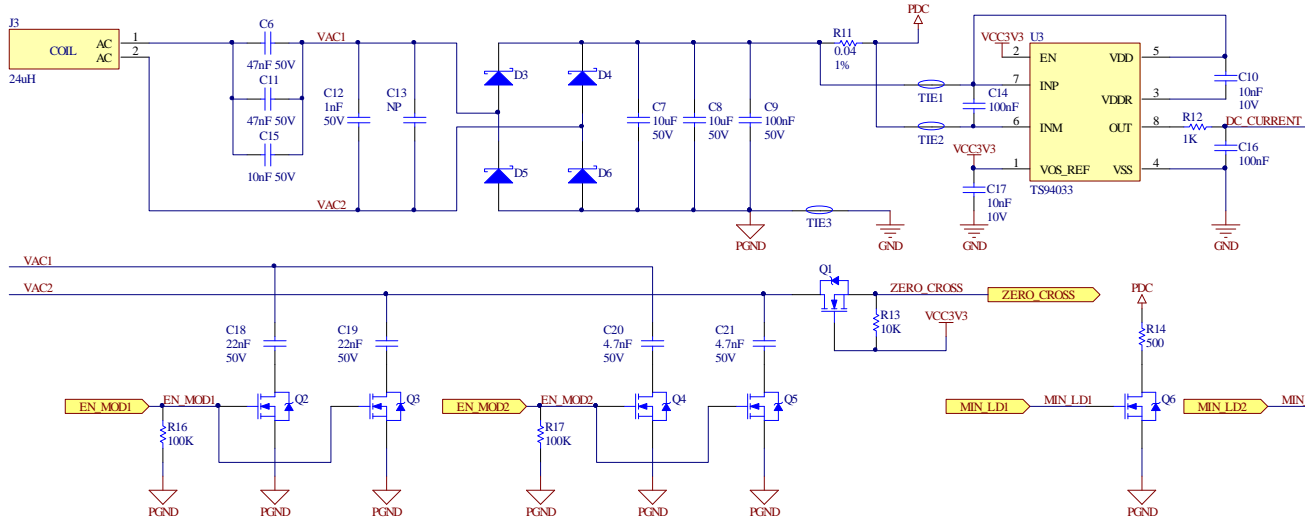 J3
COIL
AC 1
AC 2
24uH
C6
47nF 50V
C11
47nF 50V
C15
10nF 50V
VAC1
VAC2
C12
1nF
50V
C13
NP
D3
D4
D5
D6
C7
10uF
50V
C8
10uF
50V
C9
100nF
50V
PGND
TIE3
GND
R11
0.04
1%
PDC
TIE1
TIE2
C14
100nF
VCC3V3
VCC3V3
C17
10nF
10V
GND
U3
2 EN VDD 5
7 INP
VDDR 3
6 INM OUT 8
1 VOS_REF VSS 4
TS94033
C10
10nF
10V
R12
1K
DC_CURRENT
C16
100nF
GND
VAC1
VAC2
C18
22nF
50V
C19
22nF
50V
C20
4.7nF
50V
C21
4.7nF
50V
Q1
ZERO_CROSS
ZERO_CROSS
R13
10K
VCC3V3
PDC
R14
500
EN_MOD1
EN_MOD1
R16
100K
Q2
Q3
EN_MOD2
EN_MOD2
R17
100K
Q4
Q5
MIN_LD1
MIN_LD1
Q6
MIN_LD2
MIN
PGND
PGND
PGND
PGND
PGND
PGND
PGND